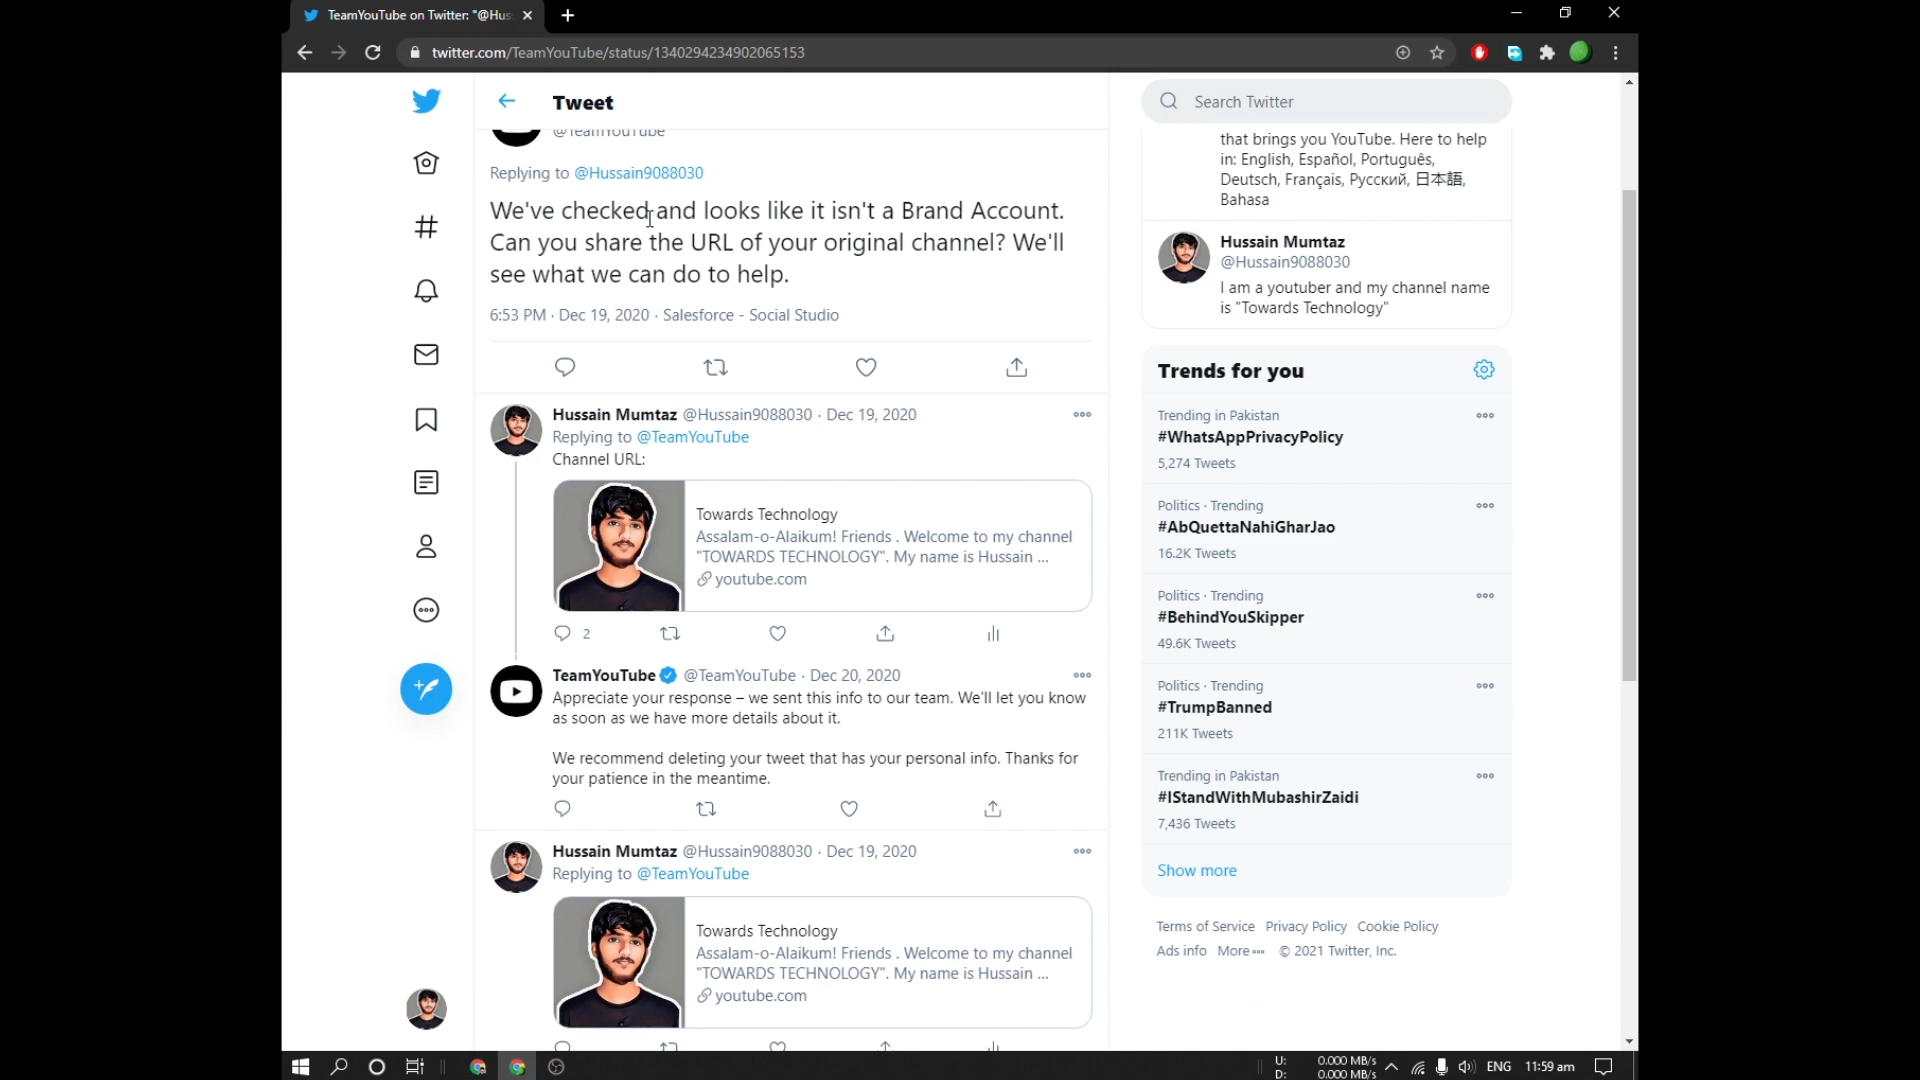 TeamYouTube on Twitter: "@Hus
twitter.com/TeamYouTube/status/1340294234902065153
Tweet
@TeamYouTube
Replying to @Hussain9088030
We've checked and looks like it isn't a Brand Account.
Can you share the URL of your original channel? We'll
see what we can do to help.
6:53 PM · Dec 19, 2020 · Salesforce - Social Studio
Hussain Mumtaz @Hussain9088030 · Dec 19, 2020
Replying to @TeamYouTube
Channel URL:
Towards Technology
Assalam-o-Alaikum! Friends . Welcome to my channel
"TOWARDS TECHNOLOGY". My name is Hussain ...
youtube.com
2
TeamYouTube @TeamYouTube · Dec 20, 2020
Appreciate your response – we sent this info to our team. We'll let you know
as soon as we have more details about it.
We recommend deleting your tweet that has your personal info. Thanks for
your patience in the meantime.
Hussain Mumtaz @Hussain9088030 · Dec 19, 2020
Replying to @TeamYouTube
Towards Technology
Assalam-o-Alaikum! Friends . Welcome to my channel
"TOWARDS TECHNOLOGY". My name is Hussain ...
youtube.com
Search Twitter
that brings you YouTube. Here to help
in: English, Español, Português,
Deutsch, Français, Русский, 日本語,
Bahasa
Hussain Mumtaz
@Hussain9088030
I am a youtuber and my channel name
is "Towards Technology"
Trends for you
Trending in Pakistan
#WhatsAppPrivacyPolicy
5,274 Tweets
Politics · Trending
#AbQuettaNahiGharJao
16.2K Tweets
Politics · Trending
#BehindYouSkipper
49.6K Tweets
Politics · Trending
#TrumpBanned
211K Tweets
Trending in Pakistan
#IStandWithMubashirZaidi
7,436 Tweets
Show more
Terms of Service Privacy Policy Cookie Policy
Ads info More ··· © 2021 Twitter, Inc.
U: 0.000 MB/s
D: 0.000 MB/s
ENG 11:59 am